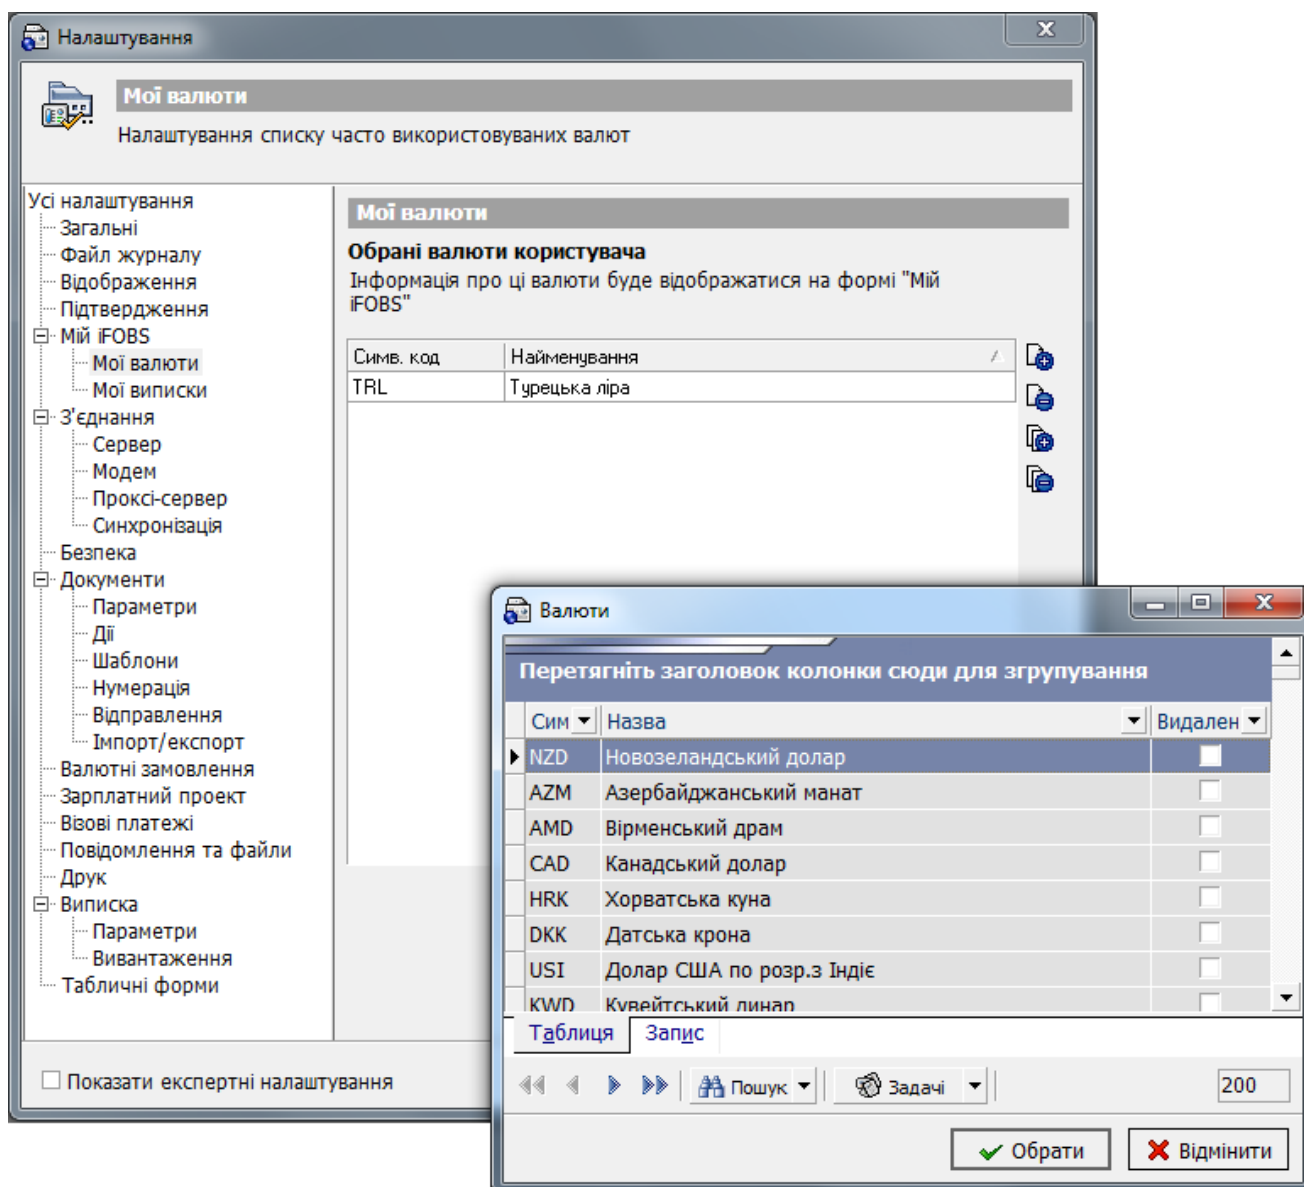 Налаштування
Мої валюти
Налаштування списку часто використовуваних валют
Усі налаштування
Загальні
Файл журналу
Відображення
Підтвердження
Мій iFOBS
Мої валюти
Мої виписки
З'єднання
Сервер
Модем
Проксі-сервер
Синхронізація
Безпека
Документи
Параметри
Дії
Шаблони
Нумерація
Відправлення
Імпорт/експорт
Валютні замовлення
Зарплатний проект
Візові платежі
Повідомлення та файли
Друк
Виписка
Параметри
Вивантаження
Табличні форми
Показати експертні налаштування
Мої валюти
Обрані валюти користувача
Інформація про ці валюти буде відображатися на формі "Мій
iFOBS"
Симв. код Найменування
TRL Турецька ліра
Валюти
Перетягніть заголовок колонки сюди для згрупування
Сим Назва Видален
NZD Новозеландський долар
AZM Азербайджанський манат
AMD Вірменський драм
CAD Канадський долар
HRK Хорватська куна
DKK Датська крона
USI Долар США по розр.з Індіє
KWD Кувейтський динар
Таблиця Запис
Пошук Задачі 200
Обрати Відмінити